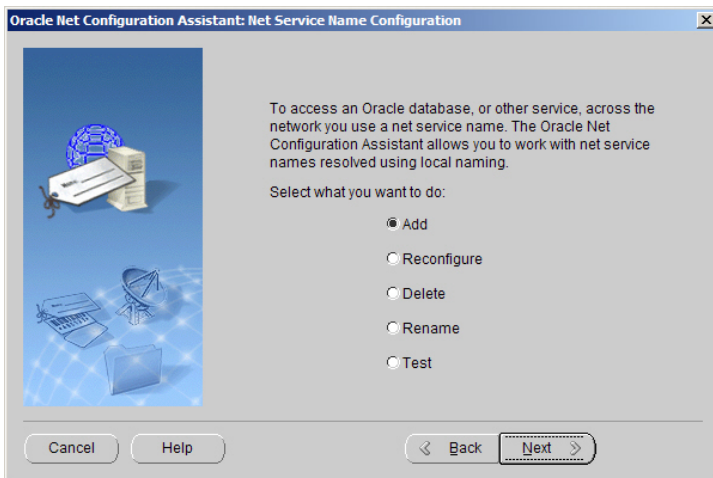 Oracle Net Configuration Assistant: Net Service Name Configuration
To access an Oracle database, or other service, across the
network you use a net service name. The Oracle Net
Configuration Assistant allows you to work with net service
names resolved using local naming.
Select what you want to do:
Add
Reconfigure
Delete
Rename
Test
Cancel Help Back Next